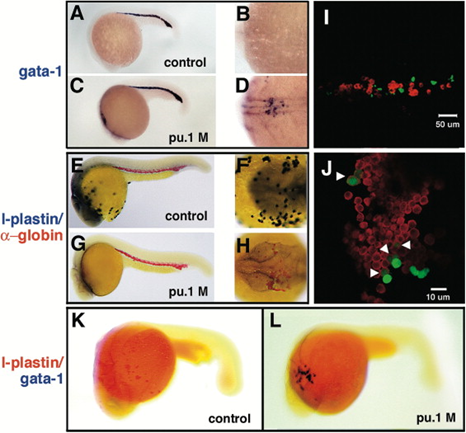 A
B
I
gata-1
control
C
D
pu.1 M
50 um
E
F
J
l-plastin/
α-globin
control
G
H
pu.1 M
10 um
K
L
l-plastin/
gata-1
control
pu.1 M